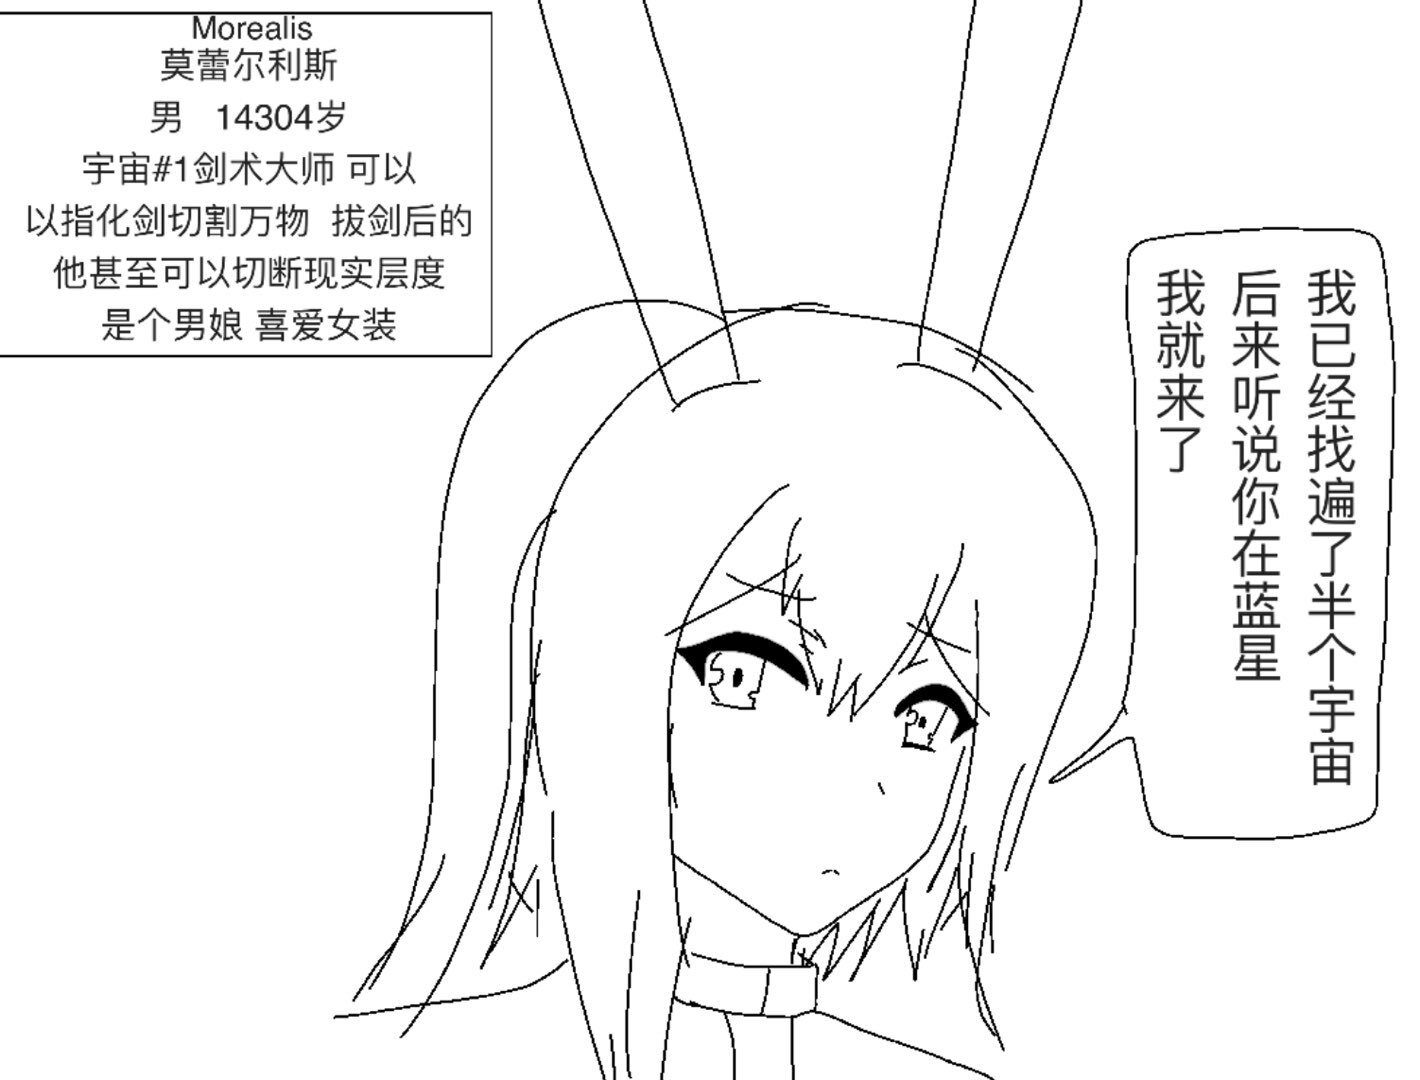 Morealis
莫蕾尔利斯
男 14304岁
宇宙#1剑术大师 可以
以指化剑切割万物 拔剑后的
他甚至可以切断现实层度
是个男娘 喜爱女装
我已经找遍了半个宇宙
后来听说你在蓝星
我就来了